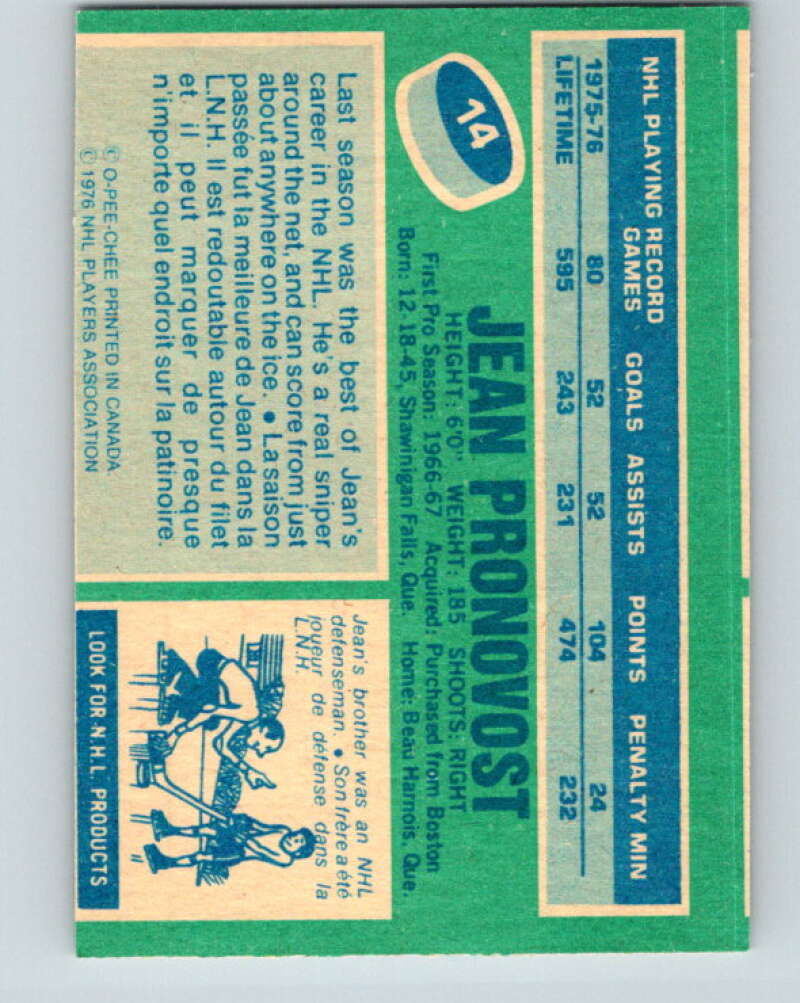 NHL PLAYING RECORD
GAMES GOALS ASSISTS POINTS PENALTY MIN
1975-76 80 52 52 104 24
LIFETIME 595 243 231 474 232
14
JEAN PRONOVOST
HEIGHT: 6'0" WEIGHT: 185 SHOOTS: RIGHT
First Pro Season: 1966-67 Acquired: Purchased from Boston
Born: 12-18-45, Shawinigan Falls, Que. Home: Beau Harnois, Que.
Last season was the best of Jean's
career in the NHL. He's a real sniper
around the net, and can score from just
about anywhere on the ice. • La saison
passée fut la meilleure de Jean dans la
L.N.H. Il est redoutable autour du filet
et il peut marquer de presque
n'importe quel endroit sur la patinoire.
© O-PEE-CHEE PRINTED IN CANADA
© 1976 NHL PLAYERS ASSOCIATION
Jean's brother was an NHL
defenseman. • Son frère a été
joueur de défense dans la
L.N.H.
LOOK FOR N.H.L. PRODUCTS